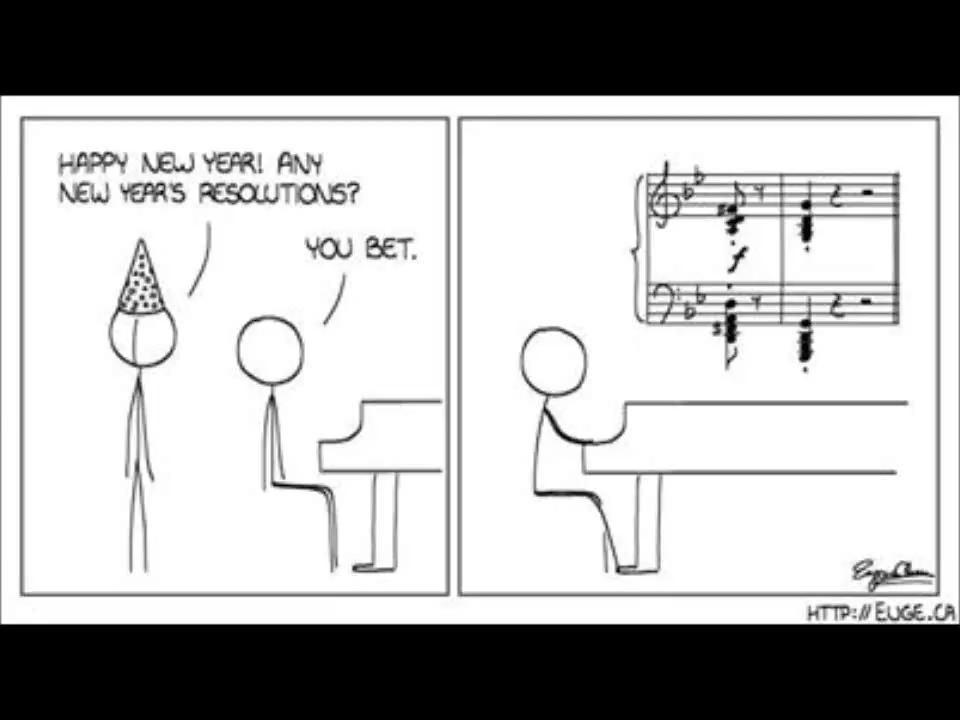 HAPPY NEW YEAR! ANY
NEW YEAR'S RESOLUTIONS?
YOU BET.
HTTP://EUGE.CA